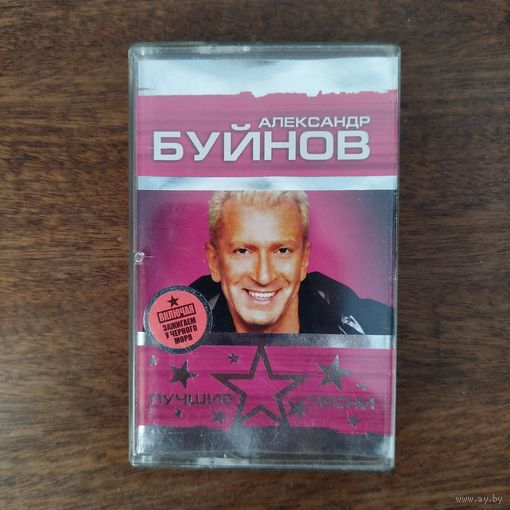 АЛЕКСАНДР
БУЙНОВ
ВКЛЮЧАЯ
ЗАЖИГАЕМ
У ЧЕРНОГО
МОРЯ
ЛУЧШИЕ ПЕСНИ
www.ay.by